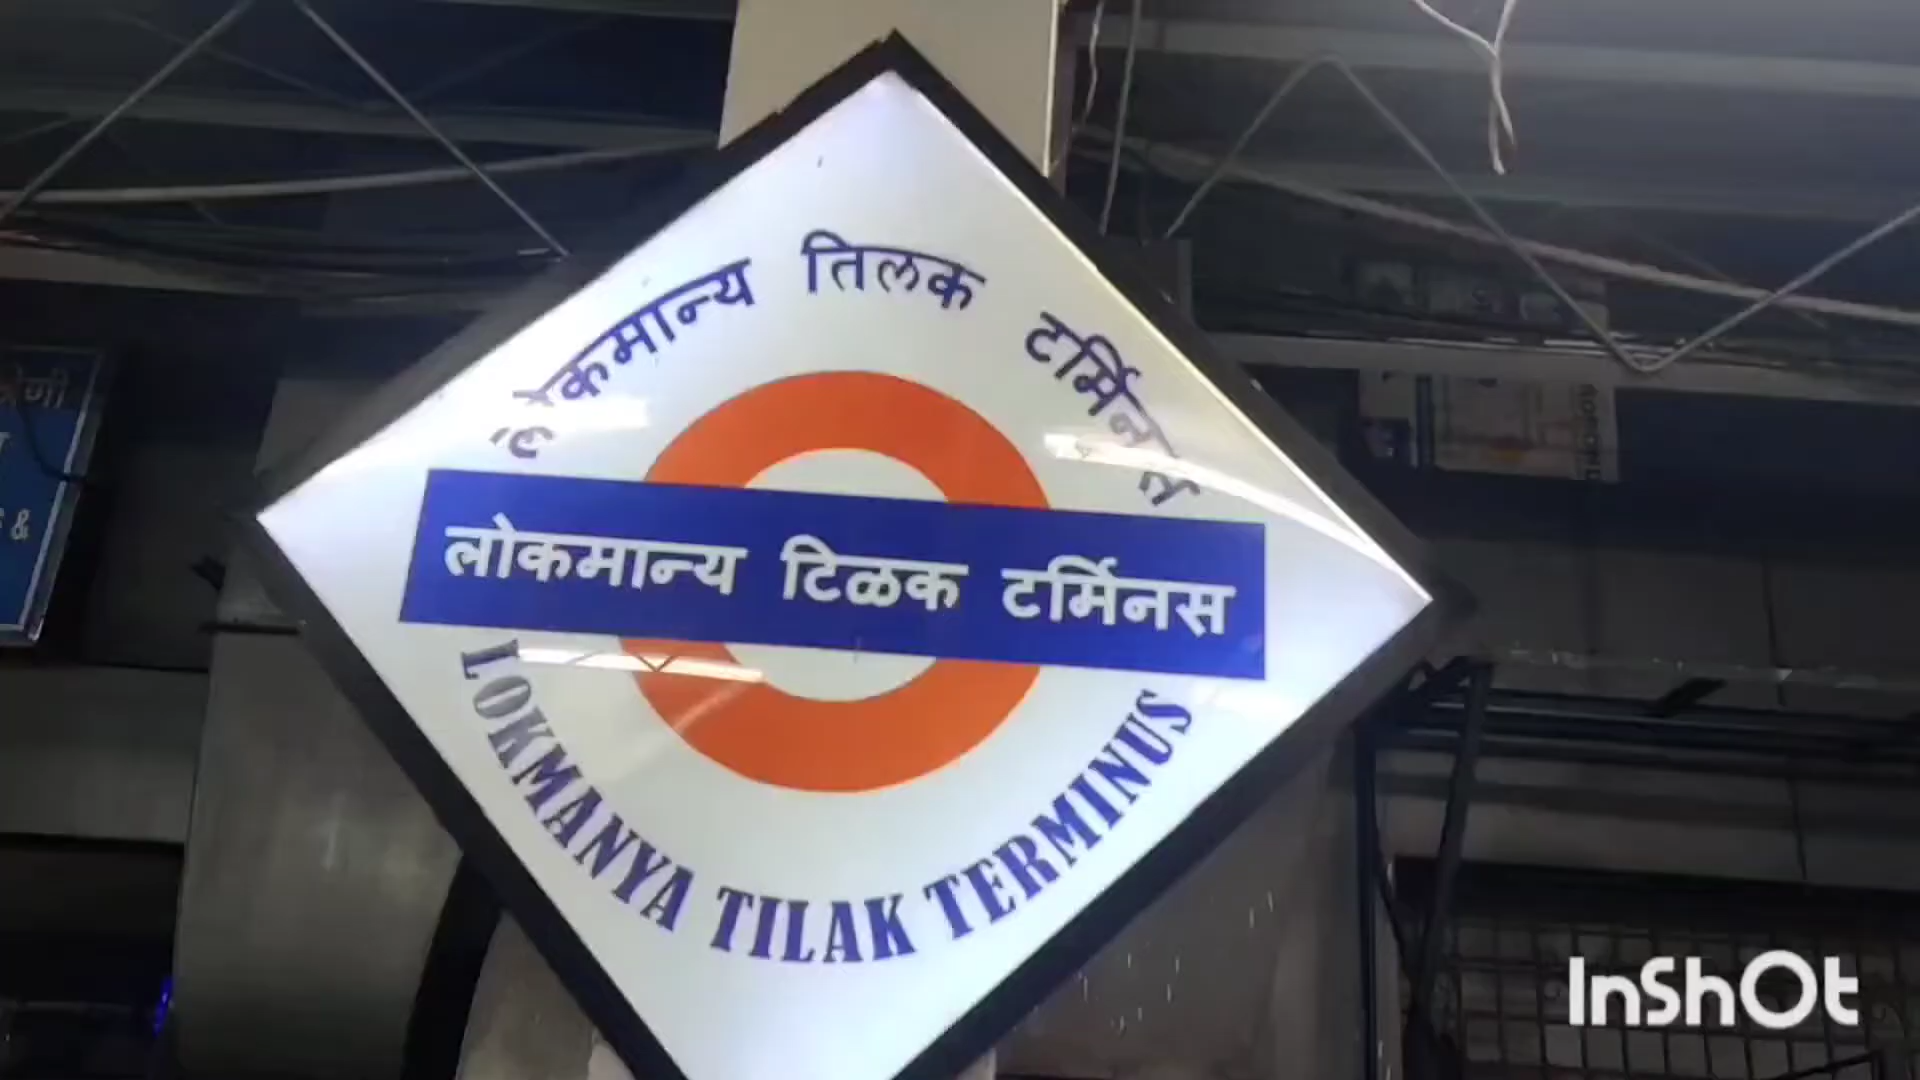 लोकमान्य तिलक टर्मिनस
लोकमान्य टिळक टर्मिनस
LOKMANYA TILAK TERMINUS
&
InShOt